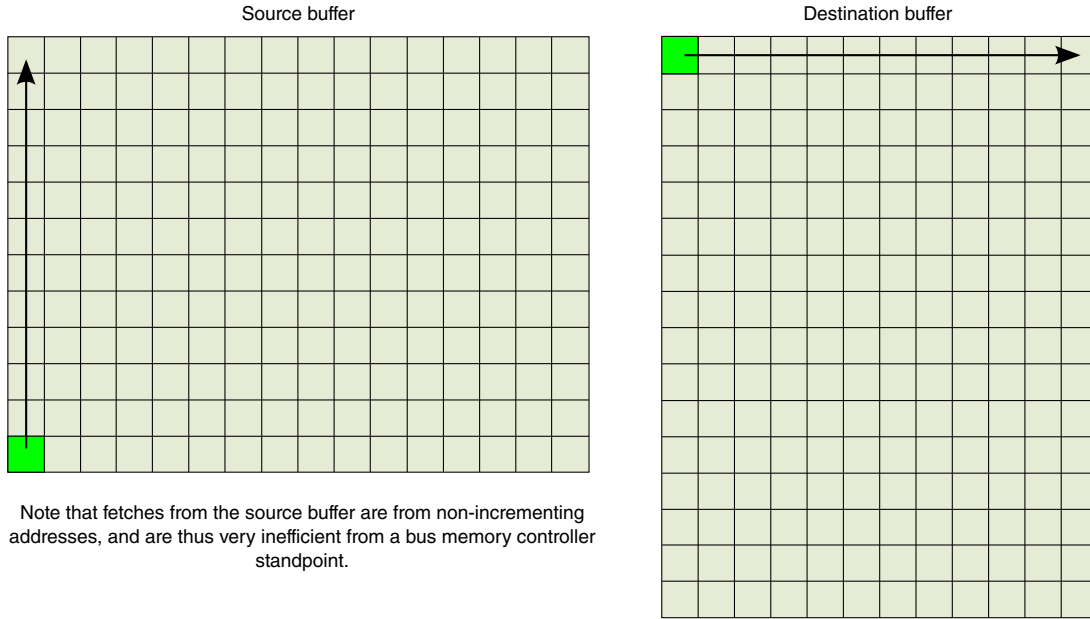 Source buffer
Destination buffer
Note that fetches from the source buffer are from non-incrementing
addresses, and are thus very inefficient from a bus memory controller
standpoint.